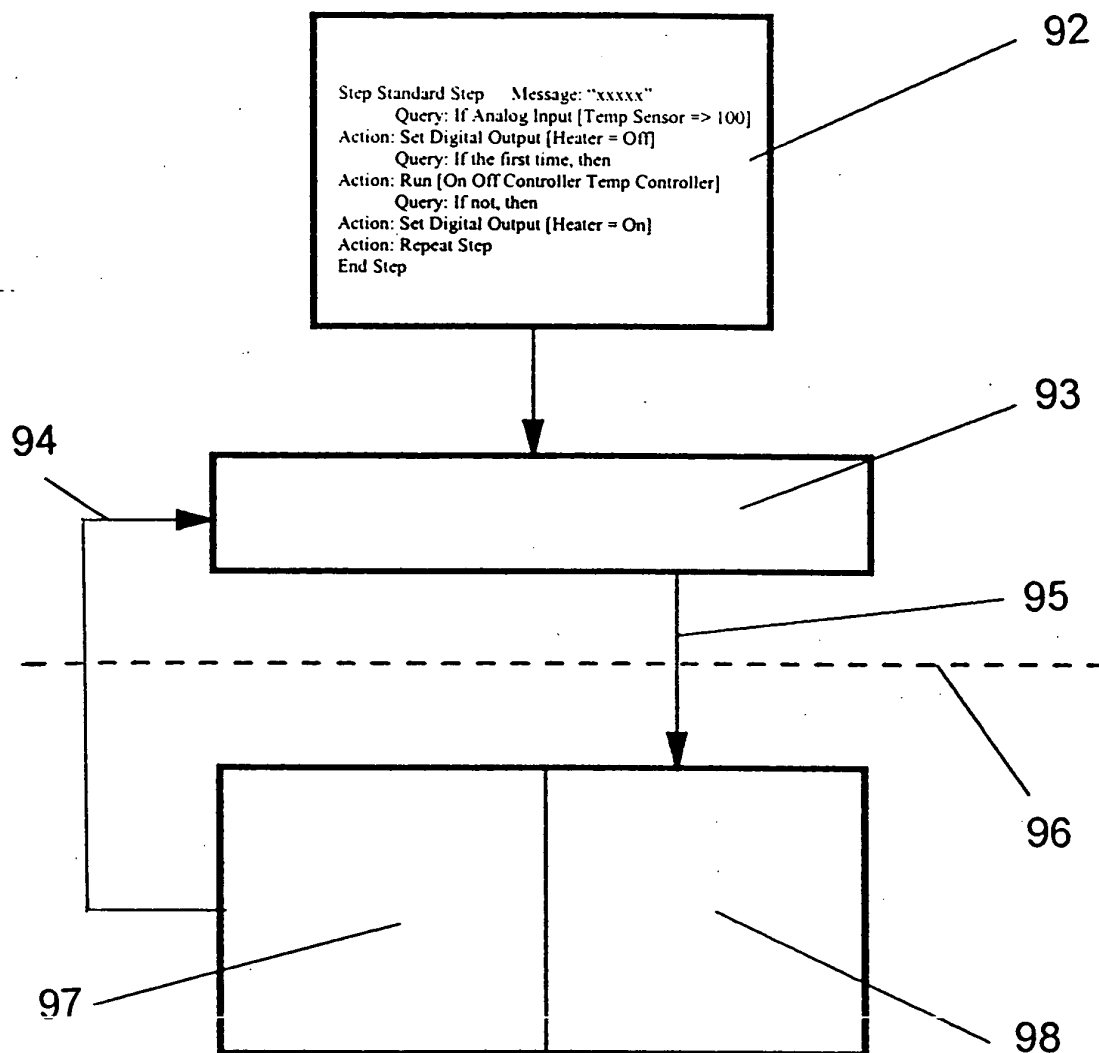 92
Step Standard Step Message: "xxxxx"
Query: If Analog Input [Temp Sensor => 100]
Action: Set Digital Output [Heater = Off]
Query: If the first time, then
Action: Run [On Off Controller Temp Controller]
Query: If not, then
Action: Set Digital Output [Heater = On]
Action: Repeat Step
End Step
93
94
95
96
97
98